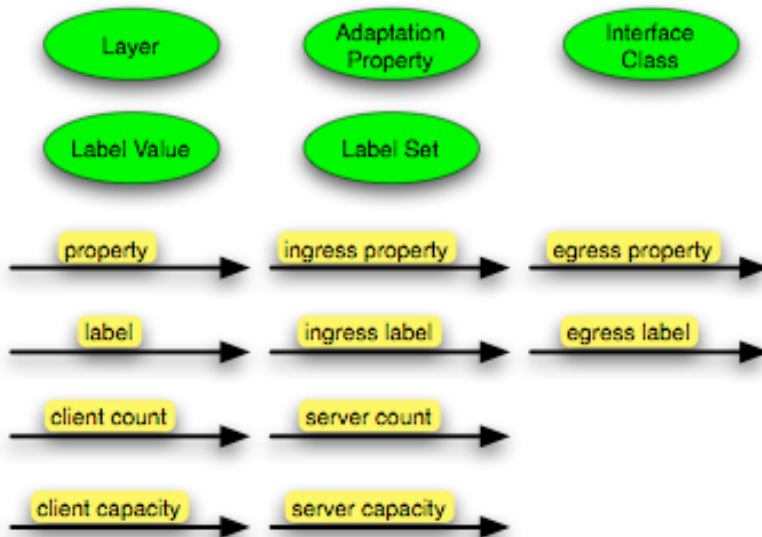 Layer
Adaptation
Property
Interface
Class
Label Value
Label Set
property
ingress property
egress property
label
ingress label
egress label
client count
server count
client capacity
server capacity